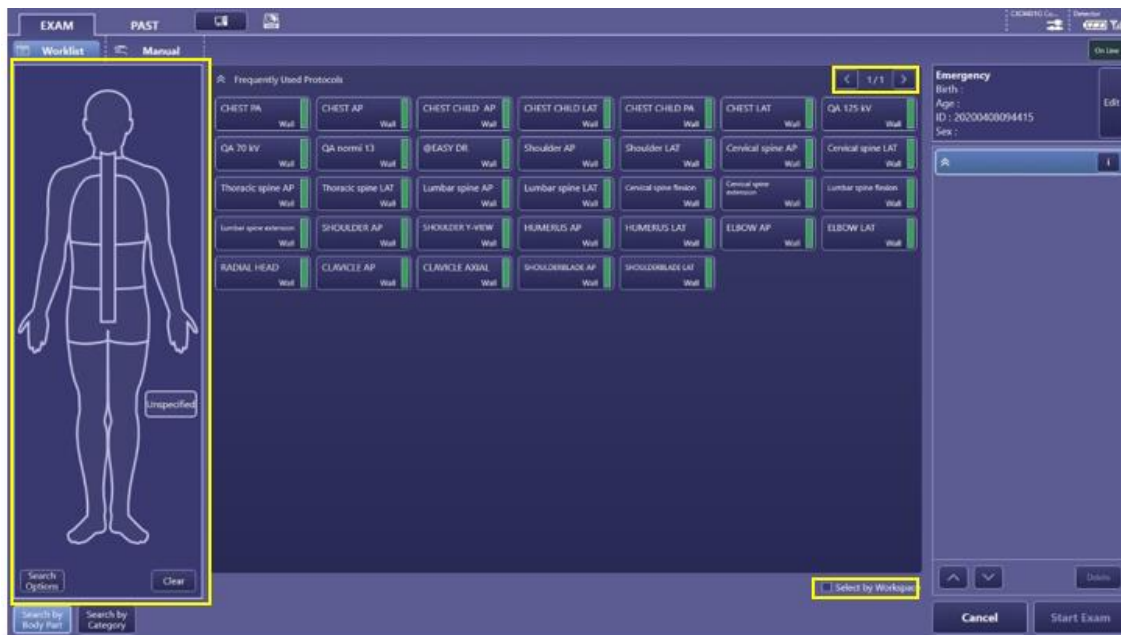 EXAM PAST
CXDI401G Co... Detector
Worklist Manual
On Line
Frequently Used Protocols
1/1
CHEST PA Wall
CHEST AP Wall
CHEST CHILD AP Wall
CHEST CHILD LAT Wall
CHEST CHILD PA Wall
CHEST LAT Wall
QA 125 kV Wall
QA 70 kV Wall
QA normi 13 Wall
@EASY DR Wall
Shoulder AP Wall
Shoulder LAT Wall
Cervical spine AP Wall
Cervical spine LAT Wall
Thoracic spine AP Wall
Thoracic spine LAT Wall
Lumbar spine AP Wall
Lumbar spine LAT Wall
Cervical spine flexion Wall
Cervical spine extension Wall
Lumbar spine flexion Wall
Lumbar spine extension Wall
SHOULDER AP Wall
SHOULDER Y-VIEW Wall
HUMERUS AP Wall
HUMERUS LAT Wall
ELBOW AP Wall
ELBOW LAT Wall
RADIAL HEAD Wall
CLAVICLE AP Wall
CLAVICLE AXIAL Wall
SHOULDERBLADE AP Wall
SHOULDERBLADE LAT Wall
Emergency
Birth :
Age :
ID : 20200408094415
Sex :
Edit
i
Unspecified
Search
Options
Clear
Select by Workspac
Delete
Search by
Body Part
Search by
Category
Cancel
Start Exam